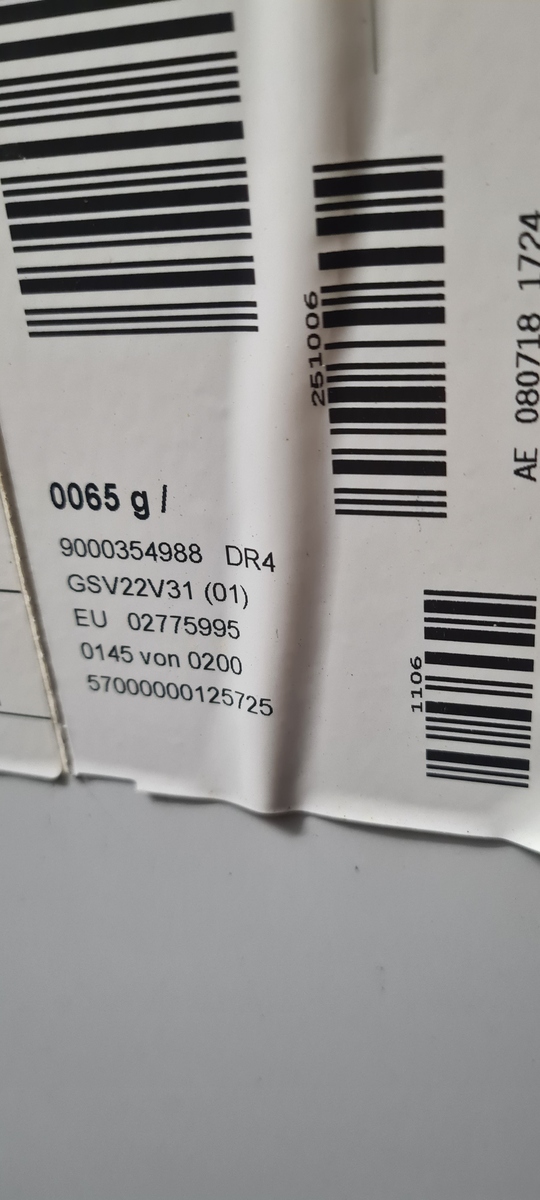 0065 g /
9000354988 DR4
GSV22V31 (01)
EU 02775995
0145 von 0200
57000000125725
251006
1106
AE 080718 1724